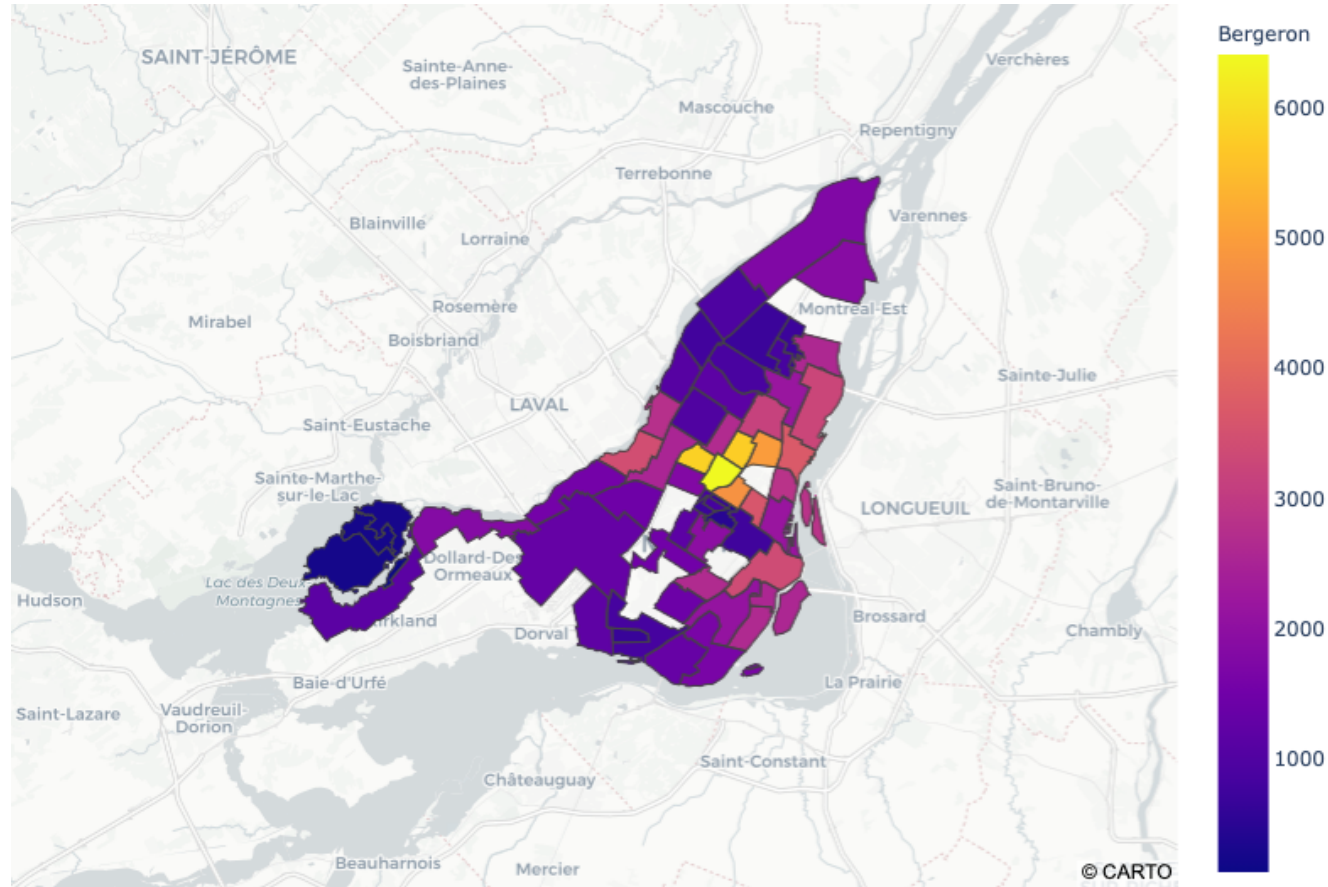 Bergeron
SAINT-JÉRÔME
Sainte-Anne-
des-Plaines
Verchères
Mascouche
6000
Repentigny
Terrebonne
Blainville
Varennes
Lorraine
5000
Rosemère
Montréal-Est
Mirabel
Boisbriand
4000
Sainte-Julie
LAVAL
Saint-Eustache
Sainte-Marthe-
sur-le-Lac
Saint-Bruno-
de-Montarville
3000
LONGUEUIL
Dollard-Des
Ormeaux
Lac des Deux
Montagnes
Hudson
irkland
Dorval
Brossard
Chambly
2000
Baie-d'Urfé
La Prairie
Saint-Lazare
Vaudreuil-
Dorion
1000
Saint-Constant
Châteauguay
Beauharnois
Mercier
© CARTO